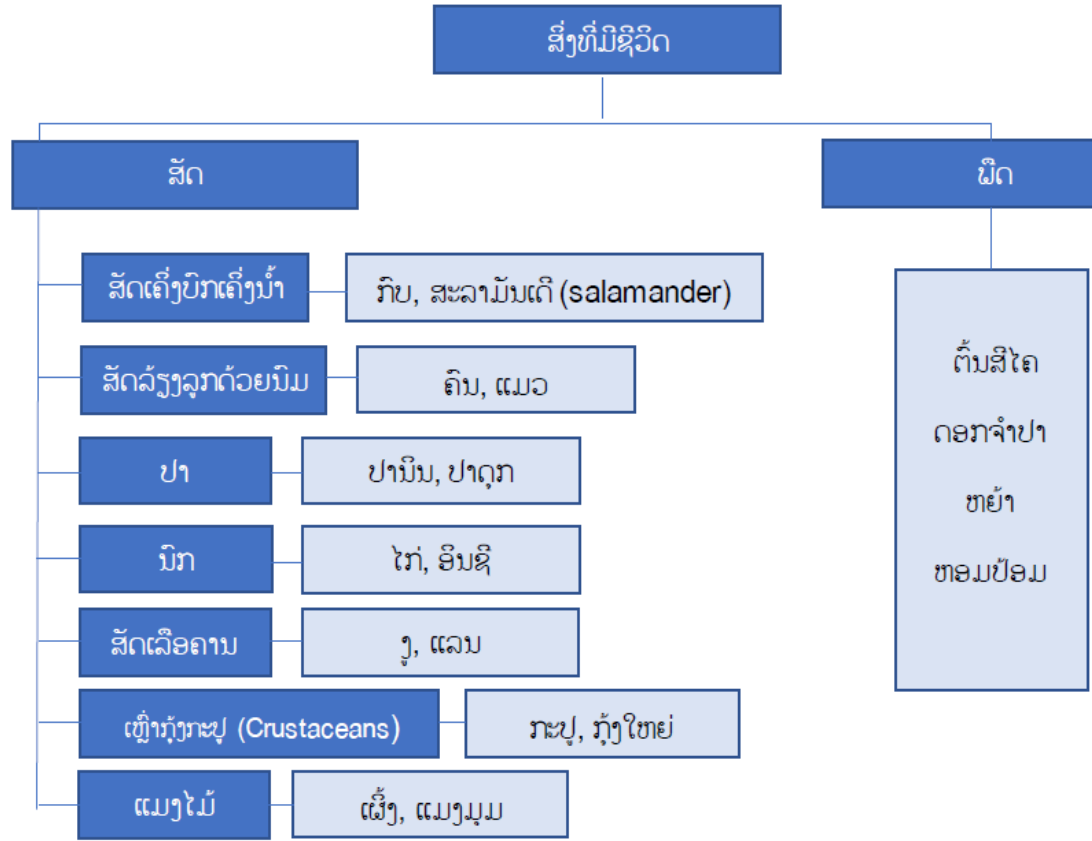 ສິ່ງທີ່ມີຊີວິດ
ສັດ
ພືດ
ສັດເຄິ່ງບົກເຄິ່ງນ້ຳ
ກົບ, ສະລາມັນເດີ (salamander)
ສັດລ້ຽງລູກດ້ວຍນົມ
ຄົນ, ແມວ
ປາ
ປານິນ, ປາດຸກ
ນົກ
ໄກ່, ອິນຊີ
ສັດເລືອຄານ
ງູ, ແລນ
ເຫຼົ່າກຸ້ງກະປູ (Crustaceans)
ກະປູ, ກຸ້ງໃຫຍ່
ແມງໄມ້
ເຜິ້ງ, ແມງມຸມ
ຕົ້ນສີໄຄ
ດອກຈຳປາ
ຫຍ້າ
ຫອມປ້ອມ